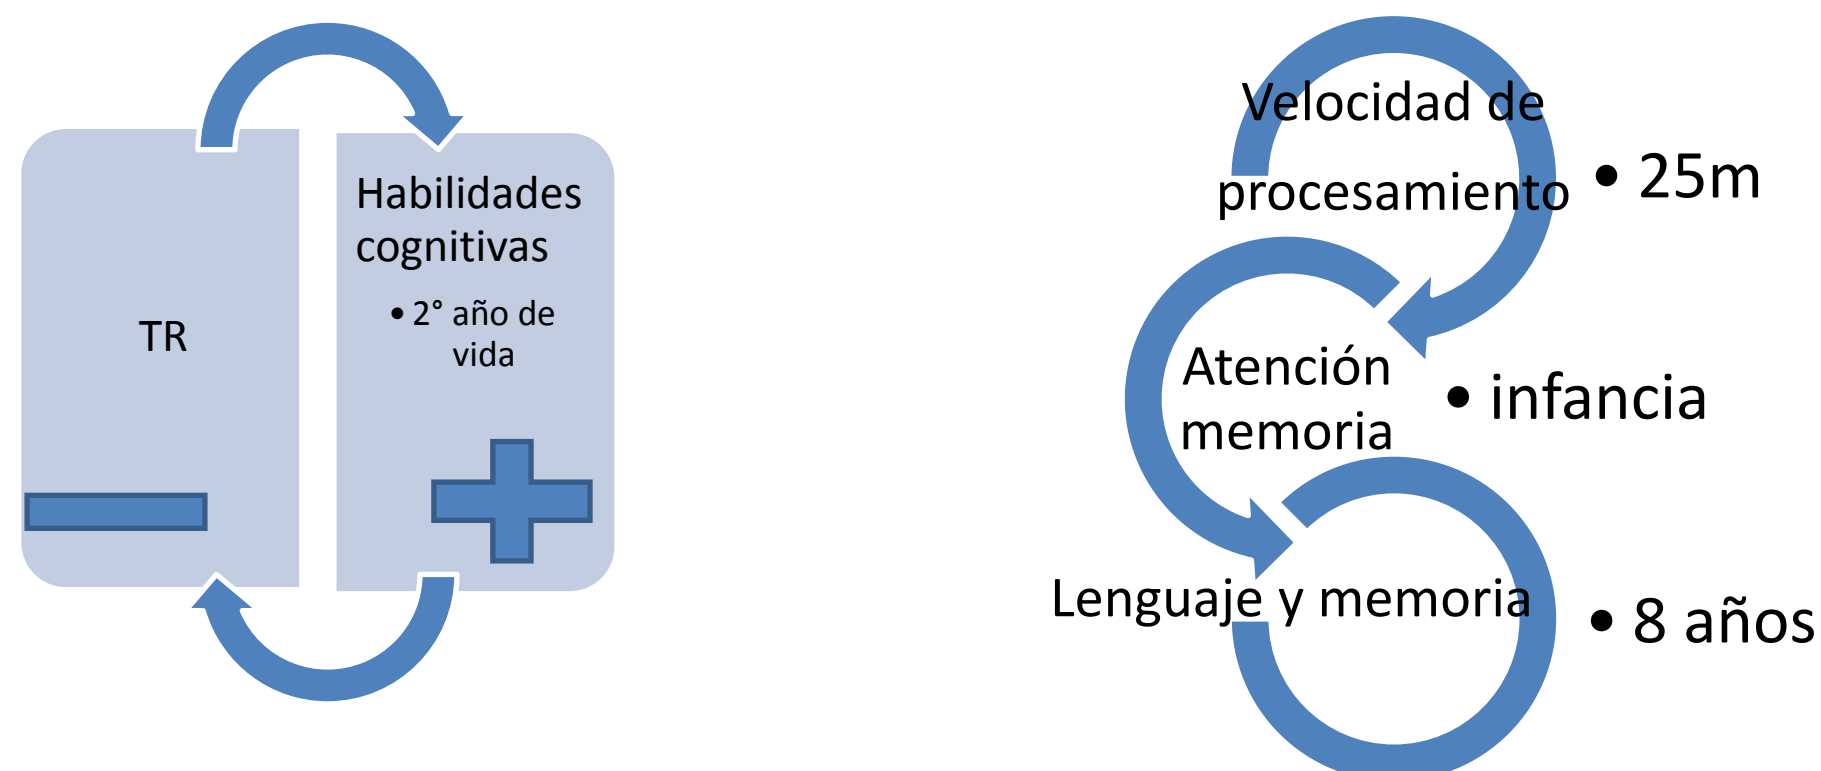 TR
Habilidades
cognitivas
• 2° año de
vida
Velocidad de
procesamiento
• 25m
Atención
memoria
• infancia
Lenguaje y memoria
• 8 años